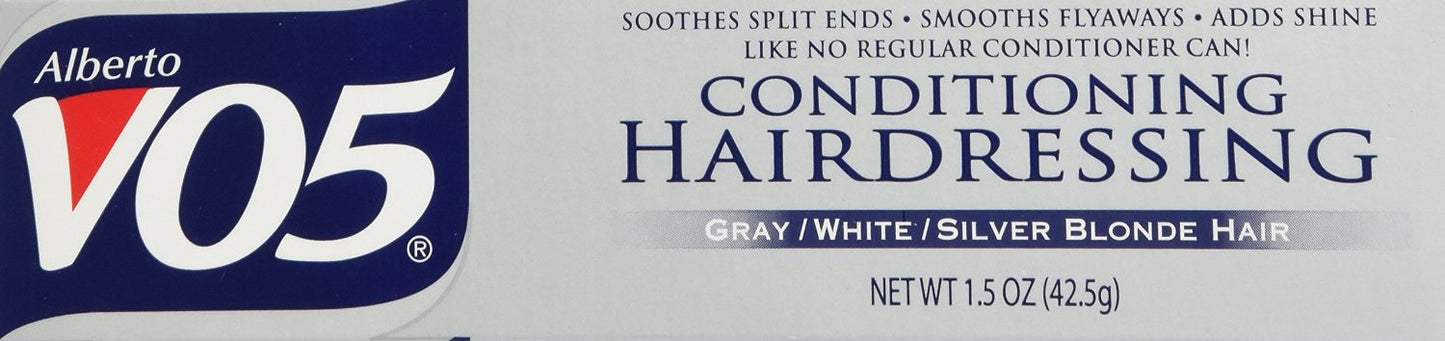 Alberto
VO5®
SOOTHES SPLIT ENDS • SMOOTHS FLYAWAYS • ADDS SHINE
LIKE NO REGULAR CONDITIONER CAN!
CONDITIONING
HAIRDRESSING
GRAY / WHITE / SILVER BLONDE HAIR
NET WT 1.5 OZ (42.5g)